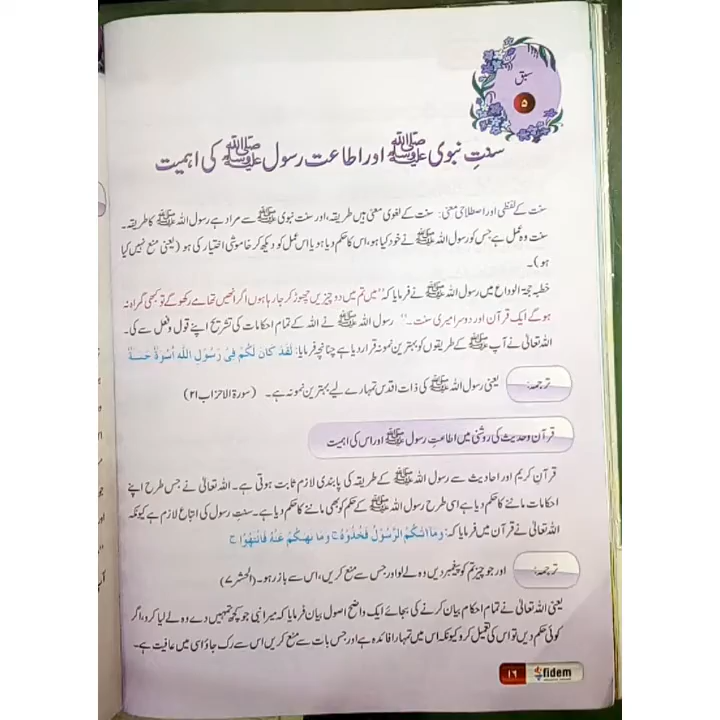 سبق
۵
سنتِ نبوی ﷺ اور اطاعت رسول ﷺ کی اہمیت
سنت کے لفظی اور اصطلاحی معنی: سنت کے لغوی معنی ہیں طریقہ، اور سنت نبوی ﷺ سے مراد ہے رسول اللہ ﷺ کا طریقہ۔
سنت وہ عمل ہے جس کو رسول اللہ ﷺ نے خود کیا ہو، اس کا حکم دیا ہو یا اس عمل کو دیکھ کر خاموشی اختیار کی ہو (یعنی منع نہیں کیا
ہو)۔
خطبہ حجۃ الوداع میں رسول اللہ ﷺ نے فرمایا کہ "میں تم میں دو چیزیں چھوڑ کر جا رہا ہوں اگر انھیں تھامے رکھو گے تو کبھی گمراہ نہ
ہو گے ایک قرآن اور دوسرا میری سنت۔" رسول اللہ ﷺ نے اللہ کے تمام احکامات کی تشریح اپنے قول و فعل سے کی۔
اللہ تعالیٰ نے آپ ﷺ کے طریقوں کو بہترین نمونہ قرار دیا ہے چنانچہ فرمایا: لَقَدْ كَانَ لَكُمْ فِىْ رَسُوْلِ اللّٰهِ اُسْوَةٌ حَسَنَةٌ
ترجمہ: یعنی رسول اللہ ﷺ کی ذات اقدس تمہارے لیے بہترین نمونہ ہے۔ (سورۃ الاحزاب ۲۱)
قرآن و حدیث کی روشنی میں اطاعتِ رسول ﷺ اور اس کی اہمیت
قرآنِ کریم اور احادیث سے رسول اللہ ﷺ کے طریقہ کی پابندی لازم ثابت ہوتی ہے۔ اللہ تعالیٰ نے جس طرح اپنے
احکامات ماننے کا حکم دیا ہے اسی طرح رسول اللہ ﷺ کے حکم کو بھی ماننے کا حکم دیا ہے۔ سنتِ رسول کی اتباع لازم ہے کیونکہ
اللہ تعالیٰ نے قرآن میں فرمایا کہ: وَمَآ اٰتٰىكُمُ الرَّسُوْلُ فَخُذُوْهُ ۚ وَمَا نَهٰىكُمْ عَنْهُ فَانْتَهُوْا ۚ
ترجمہ: اور جو چیز تم کو پیغمبر دیں وہ لے لو اور جس سے منع کریں، اس سے باز رہو۔ (الحشر ۷)
یعنی اللہ تعالیٰ نے تمام احکام بیان کرنے کی بجائے ایک واضح اصول بیان فرمایا کہ میرا نبی جو کچھ تمہیں دے وہ لے لیا کرو، اگر
کوئی حکم دیں تو اس کی تعمیل کرو کیونکہ اس میں تمہارا فائدہ ہے اور جس بات سے منع کریں اس سے رک جاؤ اسی میں عافیت ہے۔
۱۶ fidem